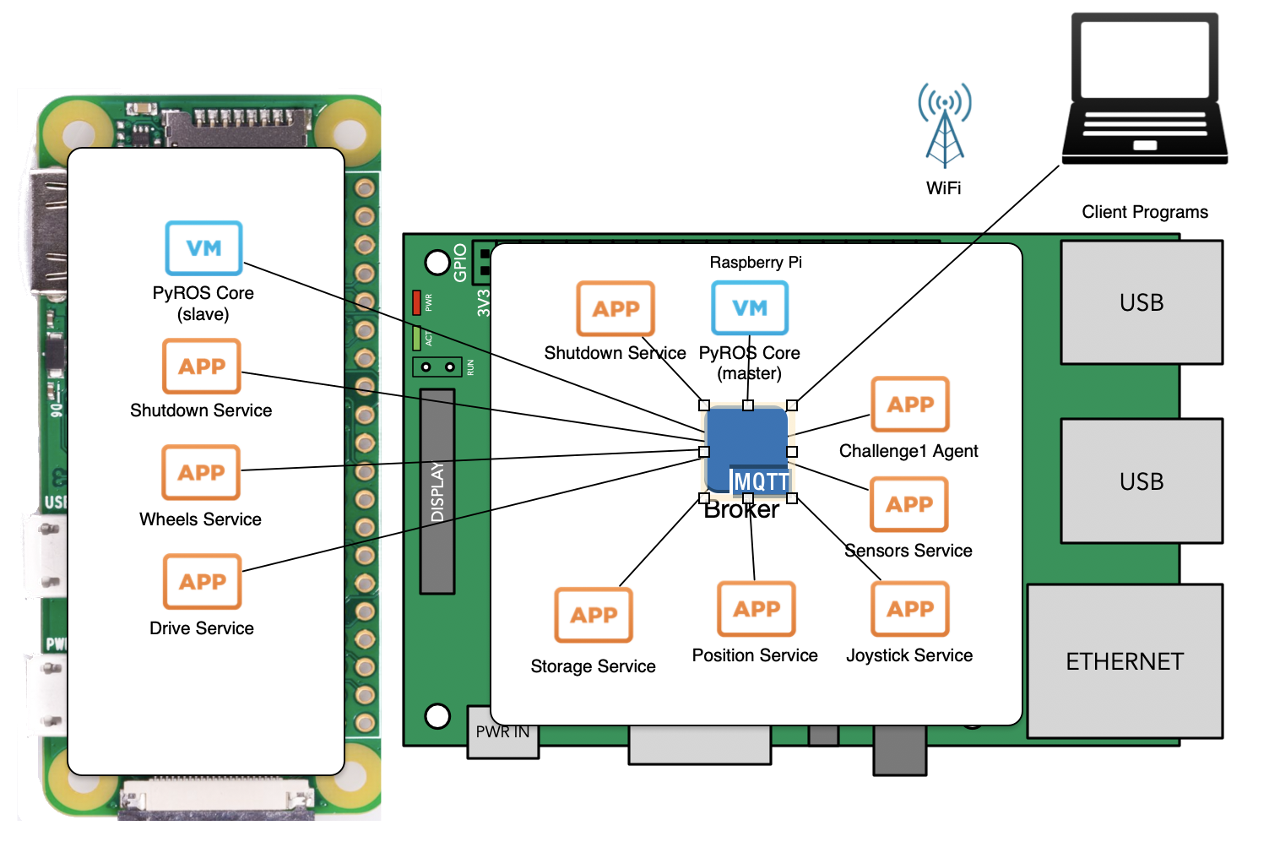 WiFi
Client Programs
VM
PyROS Core
(slave)
APP
Shutdown Service
APP
Wheels Service
APP
Drive Service
USB
PW
GPIO
3V3
PWR
ACT
RUN
DISPLAY
Raspberry Pi
APP
Shutdown Service
VM
PyROS Core
(master)
APP
Challenge1 Agent
MQTT
Broker
APP
Sensors Service
APP
Storage Service
APP
Position Service
APP
Joystick Service
PWR IN
USB
USB
ETHERNET